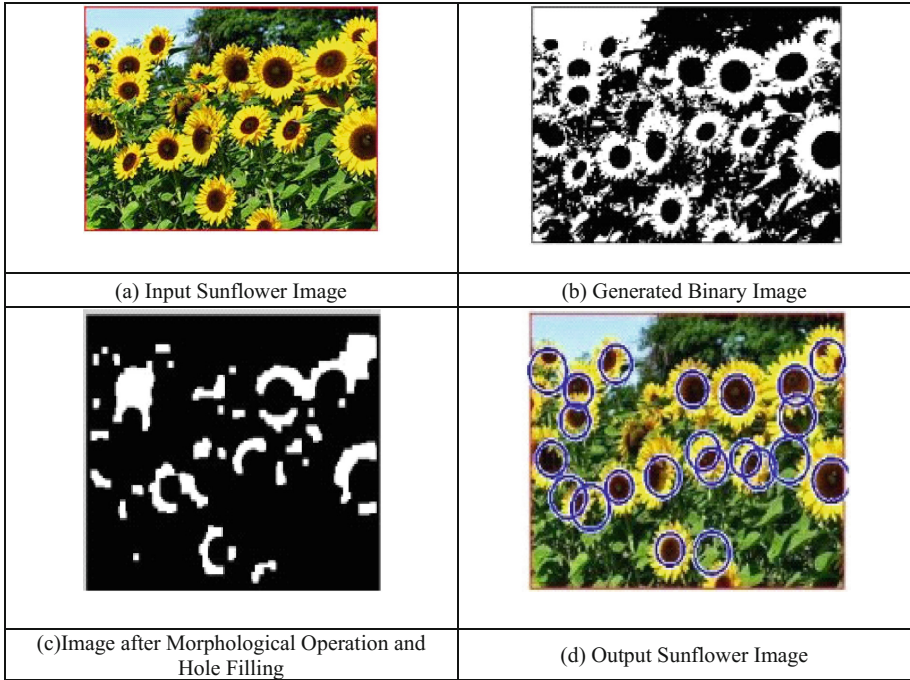 (a) Input Sunflower Image
(b) Generated Binary Image
(c)Image after Morphological Operation and
Hole Filling
(d) Output Sunflower Image